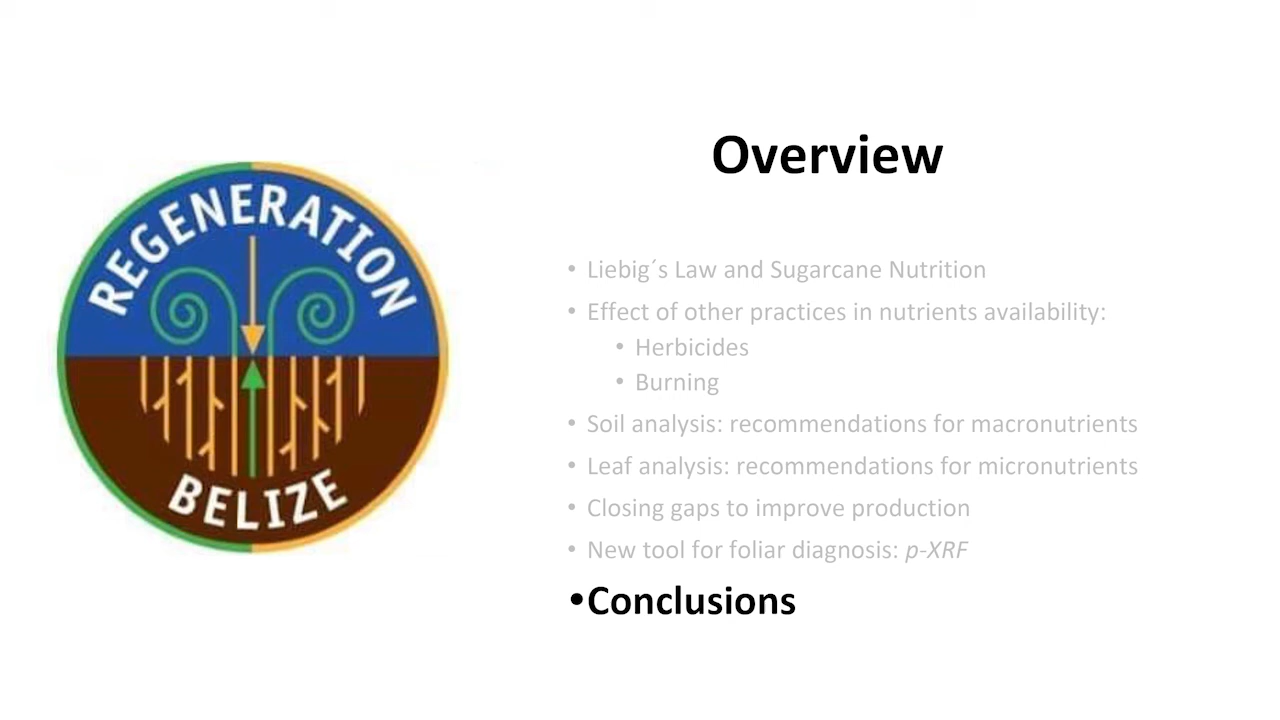 REGENERATION
BELIZE
Overview
• Liebig´s Law and Sugarcane Nutrition
• Effect of other practices in nutrients availability:
• Herbicides
• Burning
• Soil analysis: recommendations for macronutrients
• Leaf analysis: recommendations for micronutrients
• Closing gaps to improve production
• New tool for foliar diagnosis: p-XRF
•Conclusions